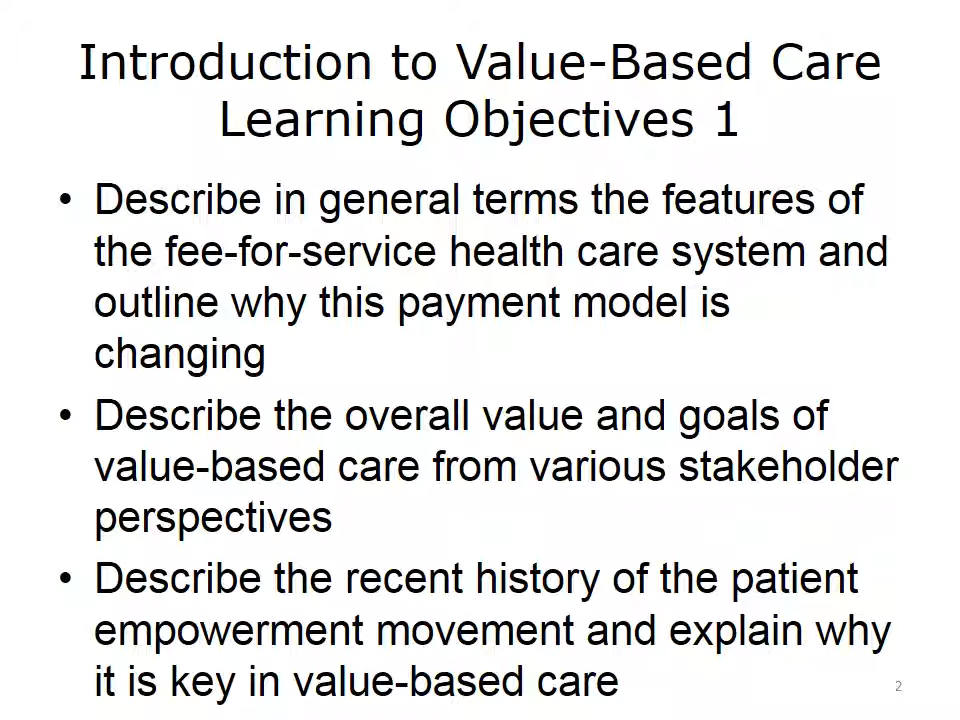 Introduction to Value-Based Care
Learning Objectives 1
• Describe in general terms the features of
the fee-for-service health care system and
outline why this payment model is
changing
• Describe the overall value and goals of
value-based care from various stakeholder
perspectives
• Describe the recent history of the patient
empowerment movement and explain why
it is key in value-based care
2